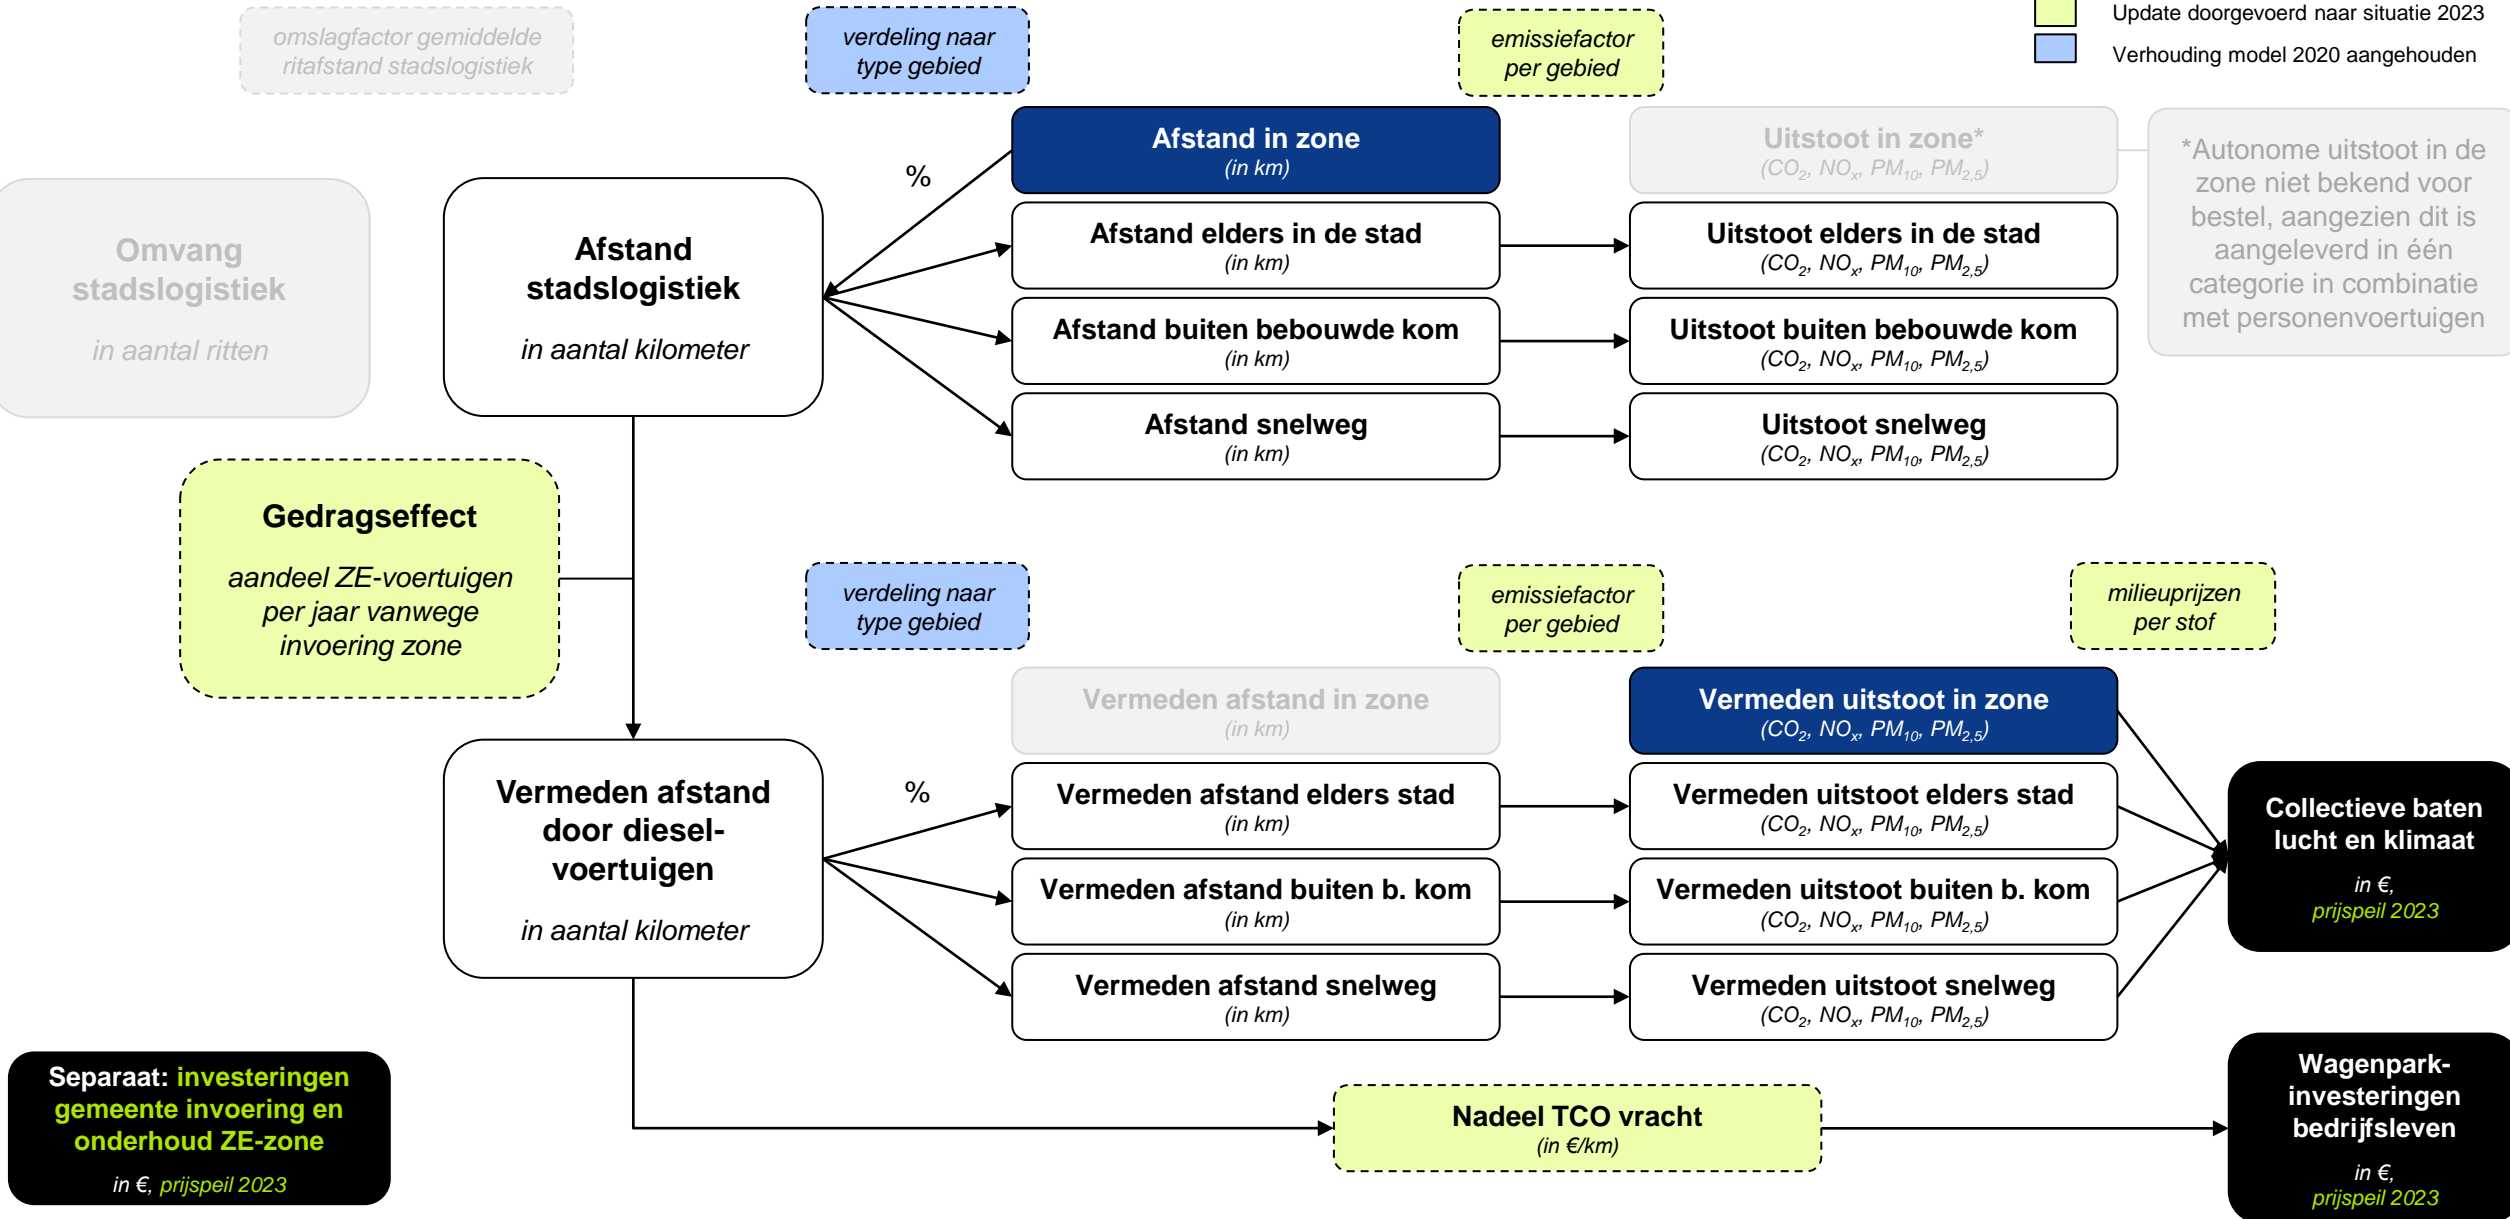 Update doorgevoerd naar situatie 2023
Verhouding model 2020 aangehouden
omslagfactor gemiddelde
ritafstand stadslogistiek
verdeling naar
type gebied
emissiefactor
per gebied
Omvang
stadslogistiek
in aantal ritten
Afstand
stadslogistiek
in aantal kilometer
%
Afstand in zone
(in km)
Afstand elders in de stad
(in km)
Afstand buiten bebouwde kom
(in km)
Afstand snelweg
(in km)
Uitstoot in zone*
(CO₂, NOₓ, PM₁₀, PM₂,₅)
Uitstoot elders in de stad
(CO₂, NOₓ, PM₁₀, PM₂,₅)
Uitstoot buiten bebouwde kom
(CO₂, NOₓ, PM₁₀, PM₂,₅)
Uitstoot snelweg
(CO₂, NOₓ, PM₁₀, PM₂,₅)
*Autonome uitstoot in de
zone niet bekend voor
bestel, aangezien dit is
aangeleverd in één
categorie in combinatie
met personenvoertuigen
Gedragseffect
aandeel ZE-voertuigen
per jaar vanwege
invoering zone
verdeling naar
type gebied
emissiefactor
per gebied
milieuprijzen
per stof
Vermeden afstand
door diesel-
voertuigen
in aantal kilometer
%
Vermeden afstand in zone
(in km)
Vermeden afstand elders stad
(in km)
Vermeden afstand buiten b. kom
(in km)
Vermeden afstand snelweg
(in km)
Vermeden uitstoot in zone
(CO₂, NOₓ, PM₁₀, PM₂,₅)
Vermeden uitstoot elders stad
(CO₂, NOₓ, PM₁₀, PM₂,₅)
Vermeden uitstoot buiten b. kom
(CO₂, NOₓ, PM₁₀, PM₂,₅)
Vermeden uitstoot snelweg
(CO₂, NOₓ, PM₁₀, PM₂,₅)
Collectieve baten
lucht en klimaat
in €,
prijspeil 2023
Separaat: investeringen
gemeente invoering en
onderhoud ZE-zone
in €, prijspeil 2023
Nadeel TCO vracht
(in €/km)
Wagenpark-
investeringen
bedrijfsleven
in €,
prijspeil 2023